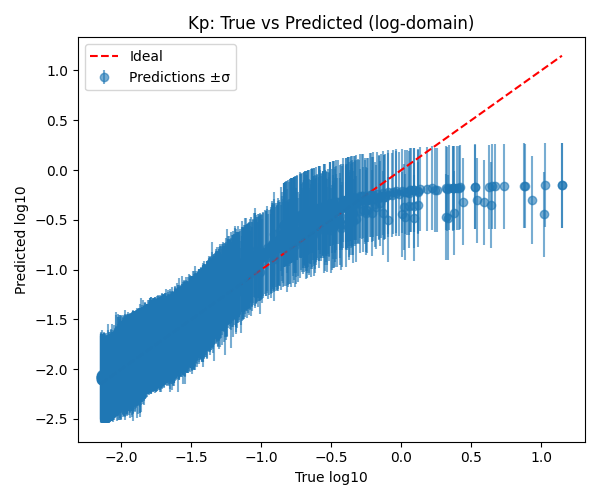 Kp: True vs Predicted (log-domain)
Ideal
Predictions ±σ
1.0
0.5
0.0
−0.5
−1.0
−1.5
−2.0
−2.5
Predicted log10
−2.0 −1.5 −1.0 −0.5 0.0 0.5 1.0
True log10